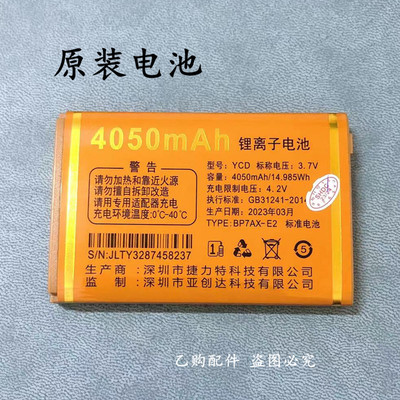 原装电池
4050mAh 锂离子电池
警告
请勿加热和靠近火源
请勿擅自拆卸改制
请用专用适配器充电
充电环境温度:0℃-40℃
S/N:JLTY3287458237
型号: YCD 标称电压: 3.7V
容量: 4050mAh/14.985Wh
充电限制电压: 4.2V
执行标准: GB31241-2014
生产日期: 2023年03月
TYPE: BP7AX-E2 标准电池
提商: 深圳市捷力特科技有限公司
制造商: 深圳市亚创达科技有限公司
5
乙购配件 盗图必究